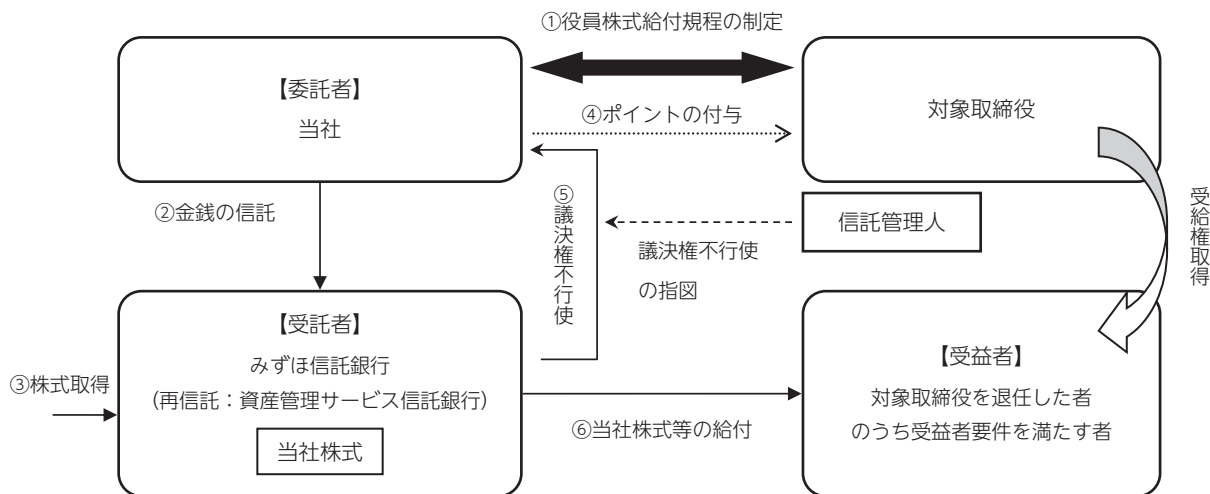 ①役員株式給付規程の制定
【委託者】
当社
④ポイントの付与
対象取締役
②金銭の信託
⑤議決権不行使
信託管理人
議決権不行使
の指図
受給権取得
【受託者】
みずほ信託銀行
(再信託：資産管理サービス信託銀行)
当社株式
③株式取得
⑥当社株式等の給付
【受益者】
対象取締役を退任した者
のうち受益者要件を満たす者